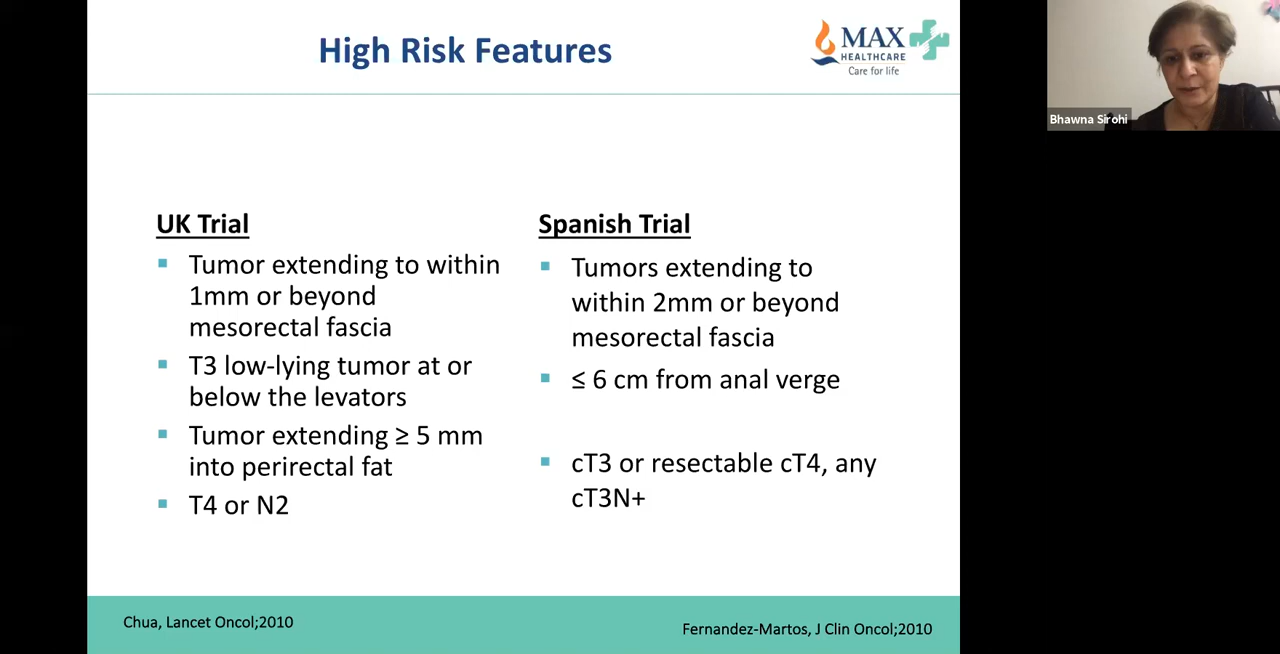 High Risk Features
MAX
HEALTHCARE
Care for life
Bhawna Sirohi
UK Trial
Tumor extending to within
1mm or beyond
mesorectal fascia
T3 low-lying tumor at or
below the levators
Tumor extending ≥ 5 mm
into perirectal fat
T4 or N2
Spanish Trial
Tumors extending to
within 2mm or beyond
mesorectal fascia
≤ 6 cm from anal verge
cT3 or resectable cT4, any
cT3N+
Chua, Lancet Oncol;2010
Fernandez-Martos, J Clin Oncol;2010